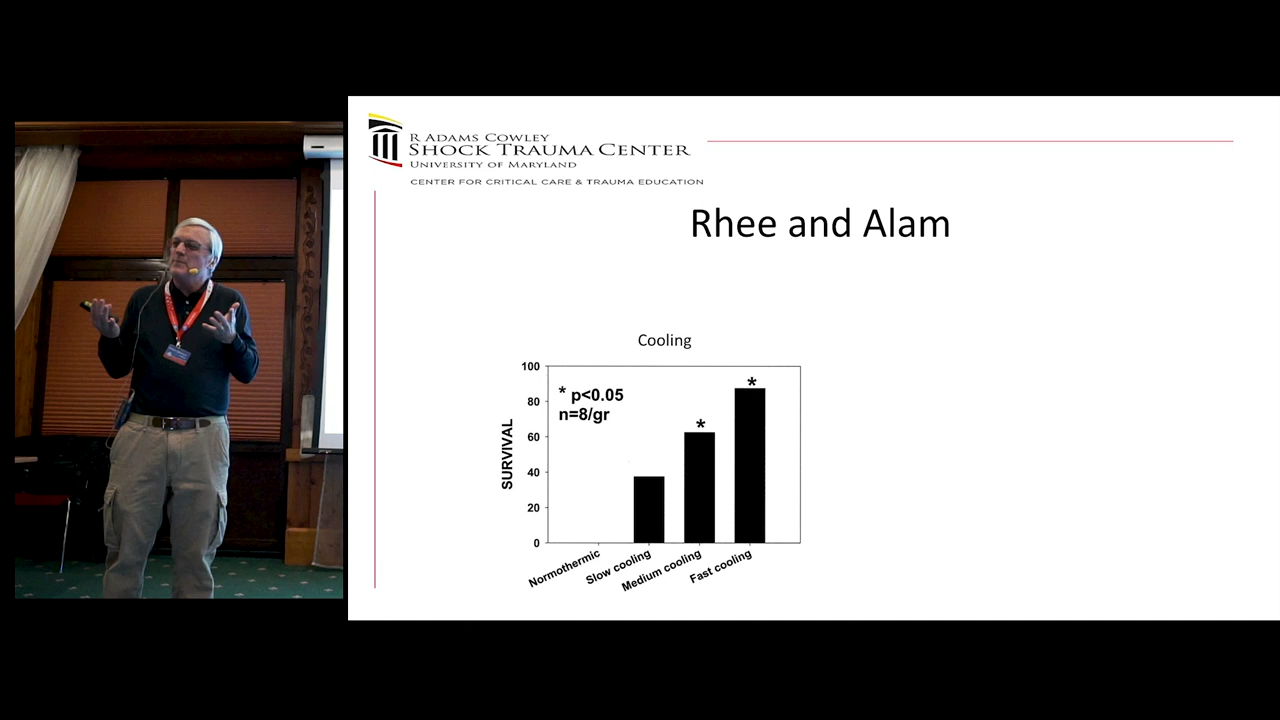 R ADAMS COWLEY
SHOCK TRAUMA CENTER
UNIVERSITY OF MARYLAND
CENTER FOR CRITICAL CARE & TRAUMA EDUCATION
Rhee and Alam
Cooling
100
80
60
40
20
0
SURVIVAL
* p<0.05
n=8/gr
*
*
Normothermic
Slow cooling
Medium cooling
Fast cooling